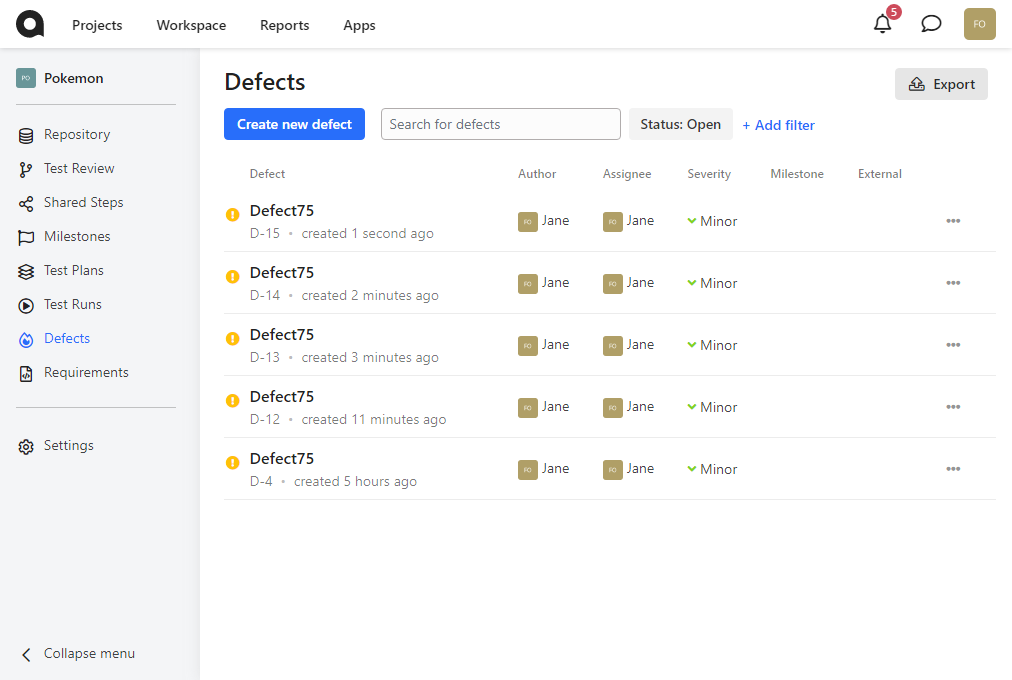 Projects Workspace Reports Apps 5 FO
PO Pokemon
Repository
Test Review
Shared Steps
Milestones
Test Plans
Test Runs
Defects
Requirements
Settings
Collapse menu
Defects Export
Create new defect Search for defects Status: Open + Add filter
Defect Author Assignee Severity Milestone External
Defect75
D-15 • created 1 second ago
FO Jane FO Jane Minor
Defect75
D-14 • created 2 minutes ago
FO Jane FO Jane Minor
Defect75
D-13 • created 3 minutes ago
FO Jane FO Jane Minor
Defect75
D-12 • created 11 minutes ago
FO Jane FO Jane Minor
Defect75
D-4 • created 5 hours ago
FO Jane FO Jane Minor